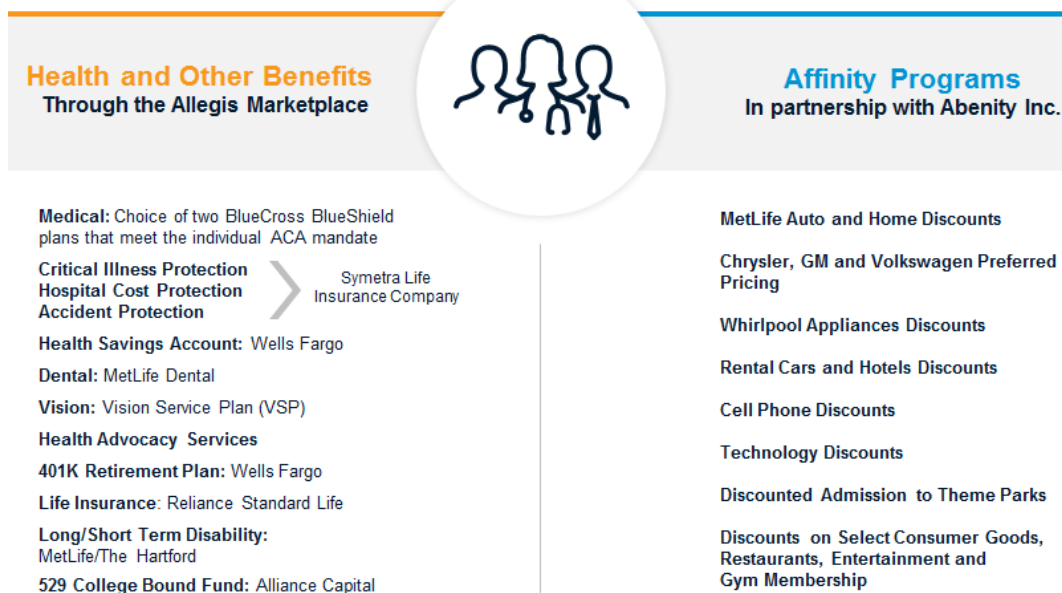 Health and Other Benefits
Through the Allegis Marketplace
Affinity Programs
In partnership with Abenity Inc.
Medical: Choice of two BlueCross BlueShield
plans that meet the individual ACA mandate
Critical Illness Protection
Hospital Cost Protection
Accident Protection
Symetra Life
Insurance Company
Health Savings Account: Wells Fargo
Dental: MetLife Dental
Vision: Vision Service Plan (VSP)
Health Advocacy Services
401K Retirement Plan: Wells Fargo
Life Insurance: Reliance Standard Life
Long/Short Term Disability:
MetLife/The Hartford
529 College Bound Fund: Alliance Capital
MetLife Auto and Home Discounts
Chrysler, GM and Volkswagen Preferred
Pricing
Whirlpool Appliances Discounts
Rental Cars and Hotels Discounts
Cell Phone Discounts
Technology Discounts
Discounted Admission to Theme Parks
Discounts on Select Consumer Goods,
Restaurants, Entertainment and
Gym Membership